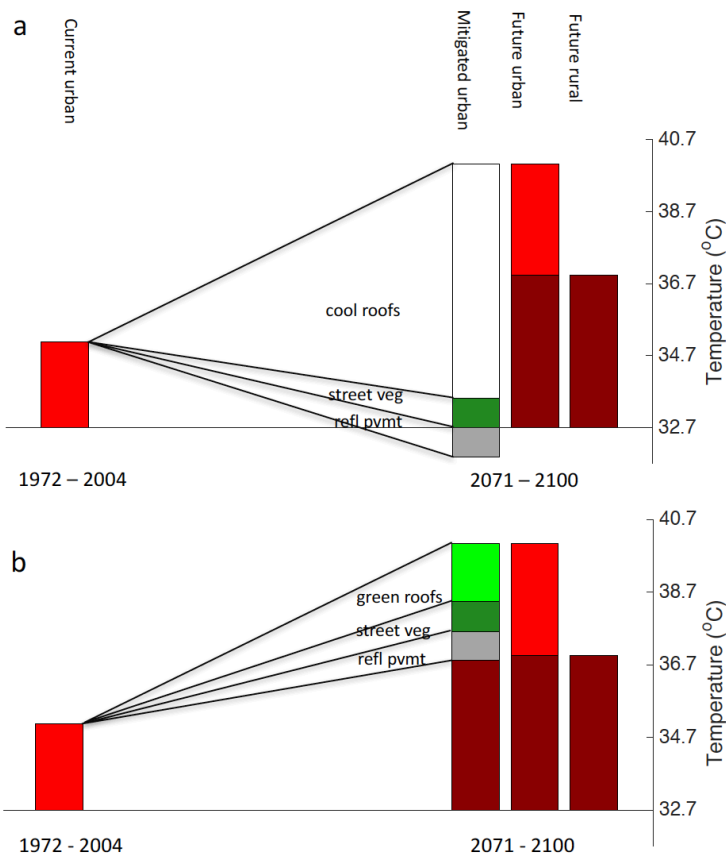 a
Current urban
Mitigated urban
Future urban
Future rural
40.7
38.7
36.7
34.7
32.7
Temperature (°C)
cool roofs
street veg
refl pvmt
1972 – 2004
2071 – 2100
b
40.7
38.7
36.7
34.7
32.7
Temperature (°C)
green roofs
street veg
refl pvmt
1972 - 2004
2071 - 2100